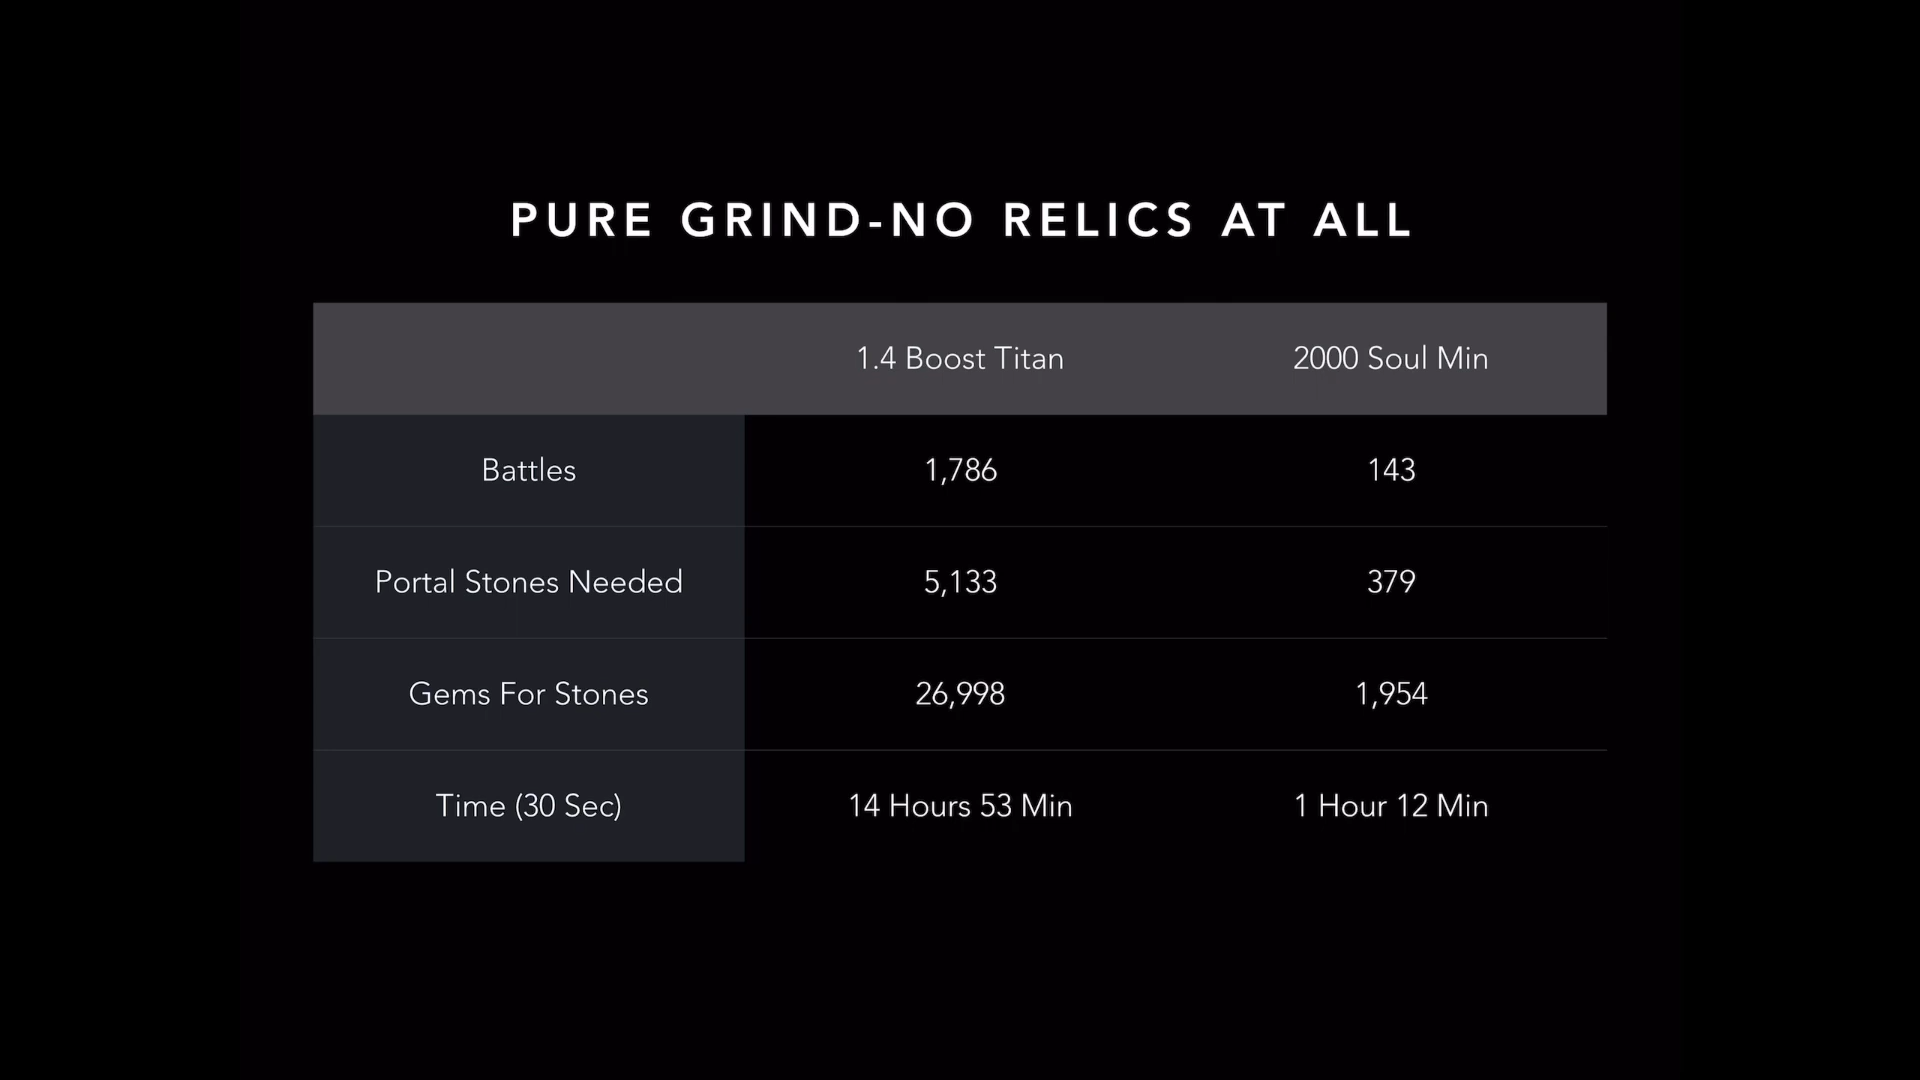 PURE GRIND-NO RELICS AT ALL
1.4 Boost Titan 2000 Soul Min
Battles 1,786 143
Portal Stones Needed 5,133 379
Gems For Stones 26,998 1,954
Time (30 Sec) 14 Hours 53 Min 1 Hour 12 Min